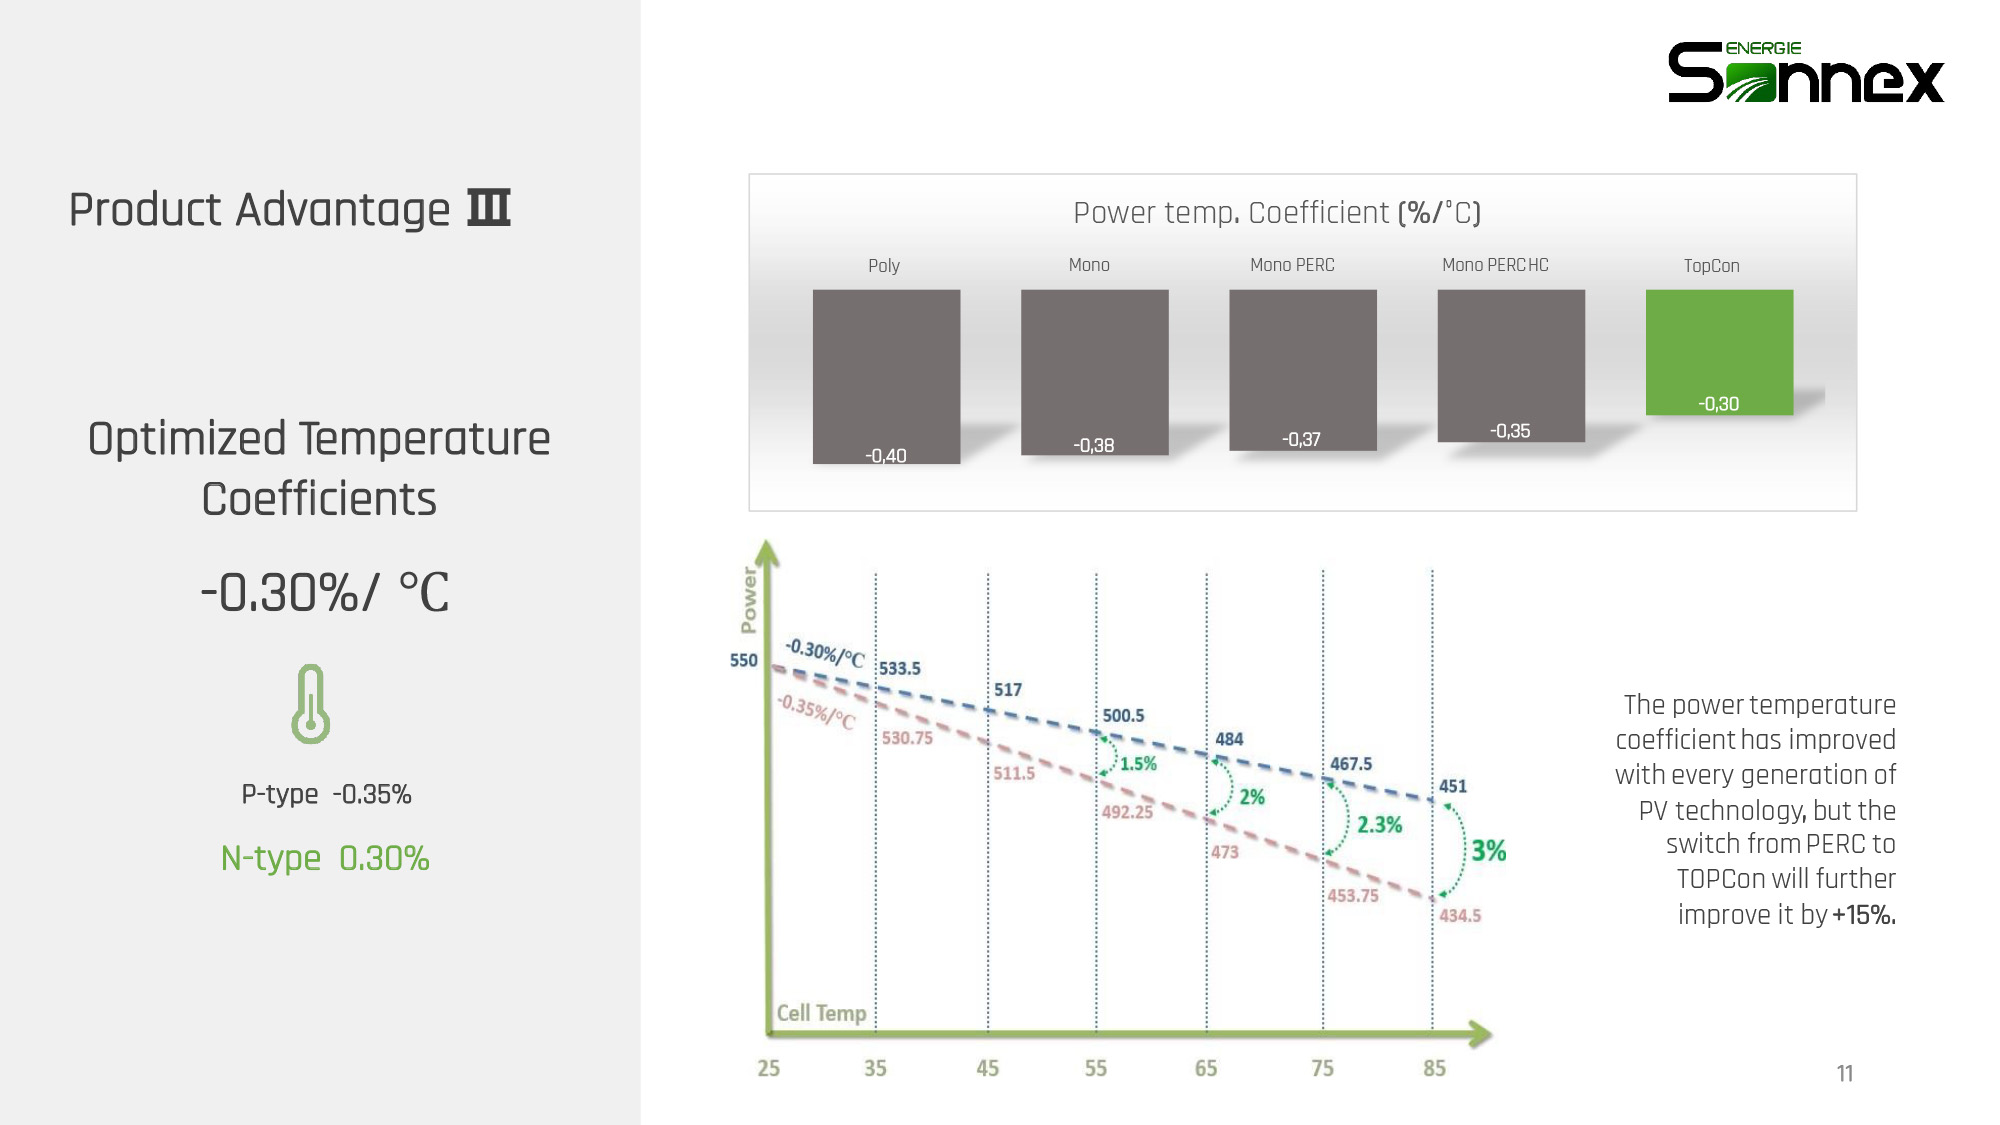 ENERGIE
Sonnex
Product Advantage III
Optimized Temperature
Coefficients
-0.30%/ °C
P-type -0.35%
N-type 0.30%
Power temp. Coefficient (%/°C)
Poly Mono Mono PERC Mono PERC HC TopCon
-0,40 -0,38 -0,37 -0,35 -0,30
Power
550
-0.30%/°C
-0.35%/°C
533.5
517
500.5
484
467.5
451
530.75
511.5
492.25
473
453.75
434.5
1.5%
2%
2.3%
3%
Cell Temp
25 35 45 55 65 75 85
The power temperature
coefficient has improved
with every generation of
PV technology, but the
switch from PERC to
TOPCon will further
improve it by +15%.
11